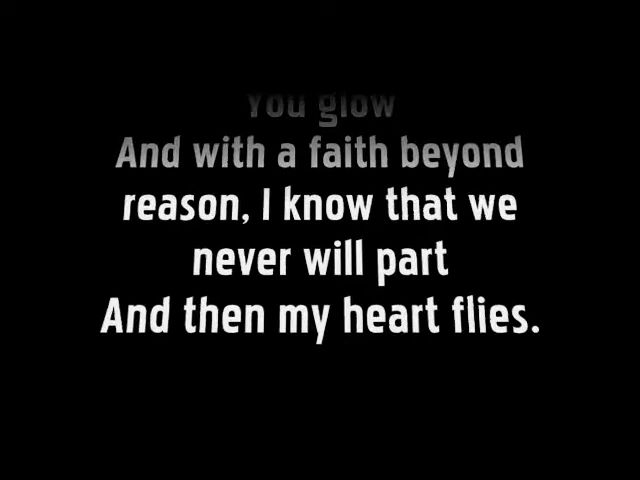 You glow
And with a faith beyond
reason, I know that we
never will part
And then my heart flies.